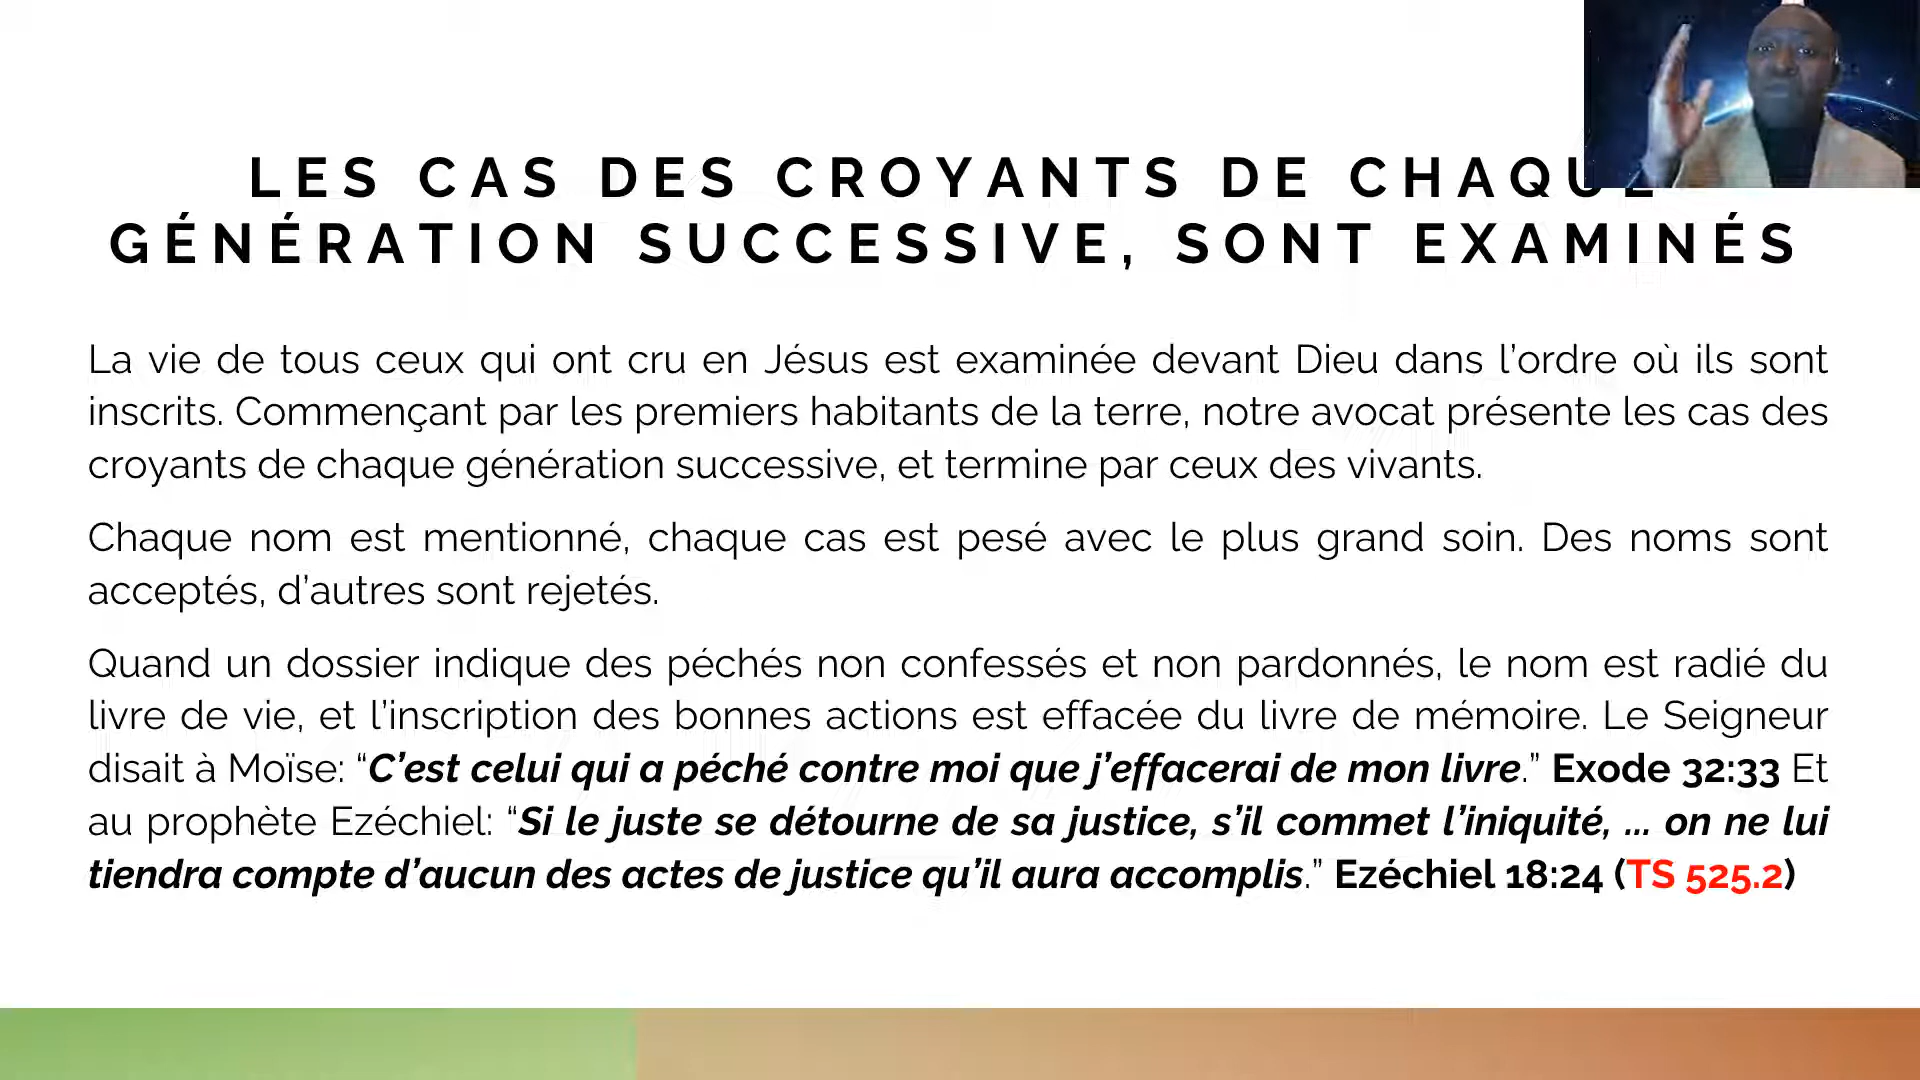 LES CAS DES CROYANTS DE CHAQUE
GÉNÉRATION SUCCESSIVE, SONT EXAMINÉS
La vie de tous ceux qui ont cru en Jésus est examinée devant Dieu dans l’ordre où ils sont
inscrits. Commençant par les premiers habitants de la terre, notre avocat présente les cas des
croyants de chaque génération successive, et termine par ceux des vivants.
Chaque nom est mentionné, chaque cas est pesé avec le plus grand soin. Des noms sont
acceptés, d’autres sont rejetés.
Quand un dossier indique des péchés non confessés et non pardonnés, le nom est radié du
livre de vie, et l’inscription des bonnes actions est effacée du livre de mémoire. Le Seigneur
disait à Moïse: “C’est celui qui a péché contre moi que j’effacerai de mon livre.” Exode 32:33 Et
au prophète Ezéchiel: “Si le juste se détourne de sa justice, s’il commet l’iniquité, ... on ne lui
tiendra compte d’aucun des actes de justice qu’il aura accomplis.” Ezéchiel 18:24 (TS 525.2)